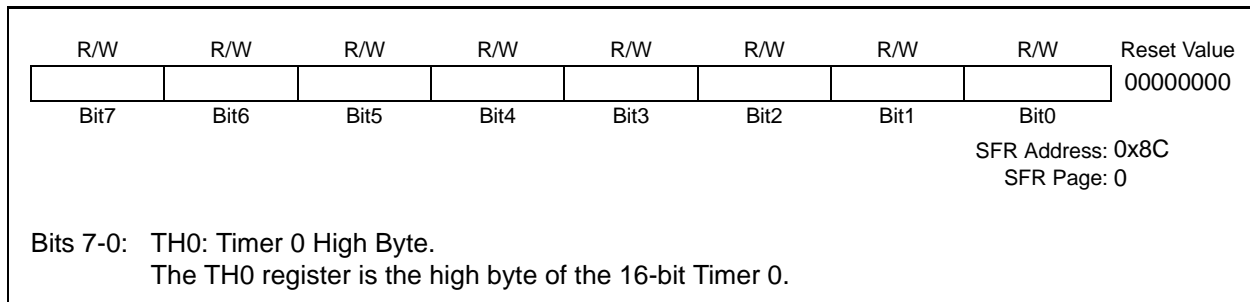 R/W R/W R/W R/W R/W R/W R/W R/W Reset Value
00000000
Bit7 Bit6 Bit5 Bit4 Bit3 Bit2 Bit1 Bit0
SFR Address: 0x8C
SFR Page: 0
Bits 7-0: TH0: Timer 0 High Byte.
The TH0 register is the high byte of the 16-bit Timer 0.